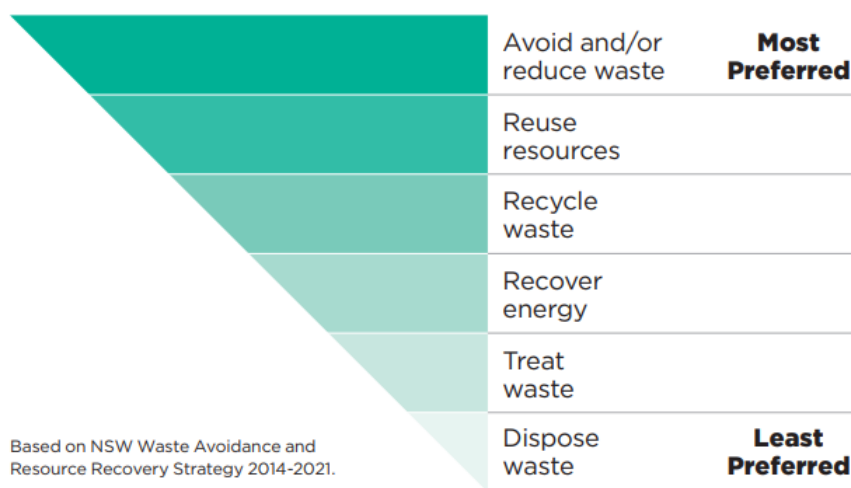 Avoid and/or
reduce waste
Most
Preferred
Reuse
resources
Recycle
waste
Recover
energy
Treat
waste
Dispose
waste
Least
Preferred
Based on NSW Waste Avoidance and
Resource Recovery Strategy 2014-2021.